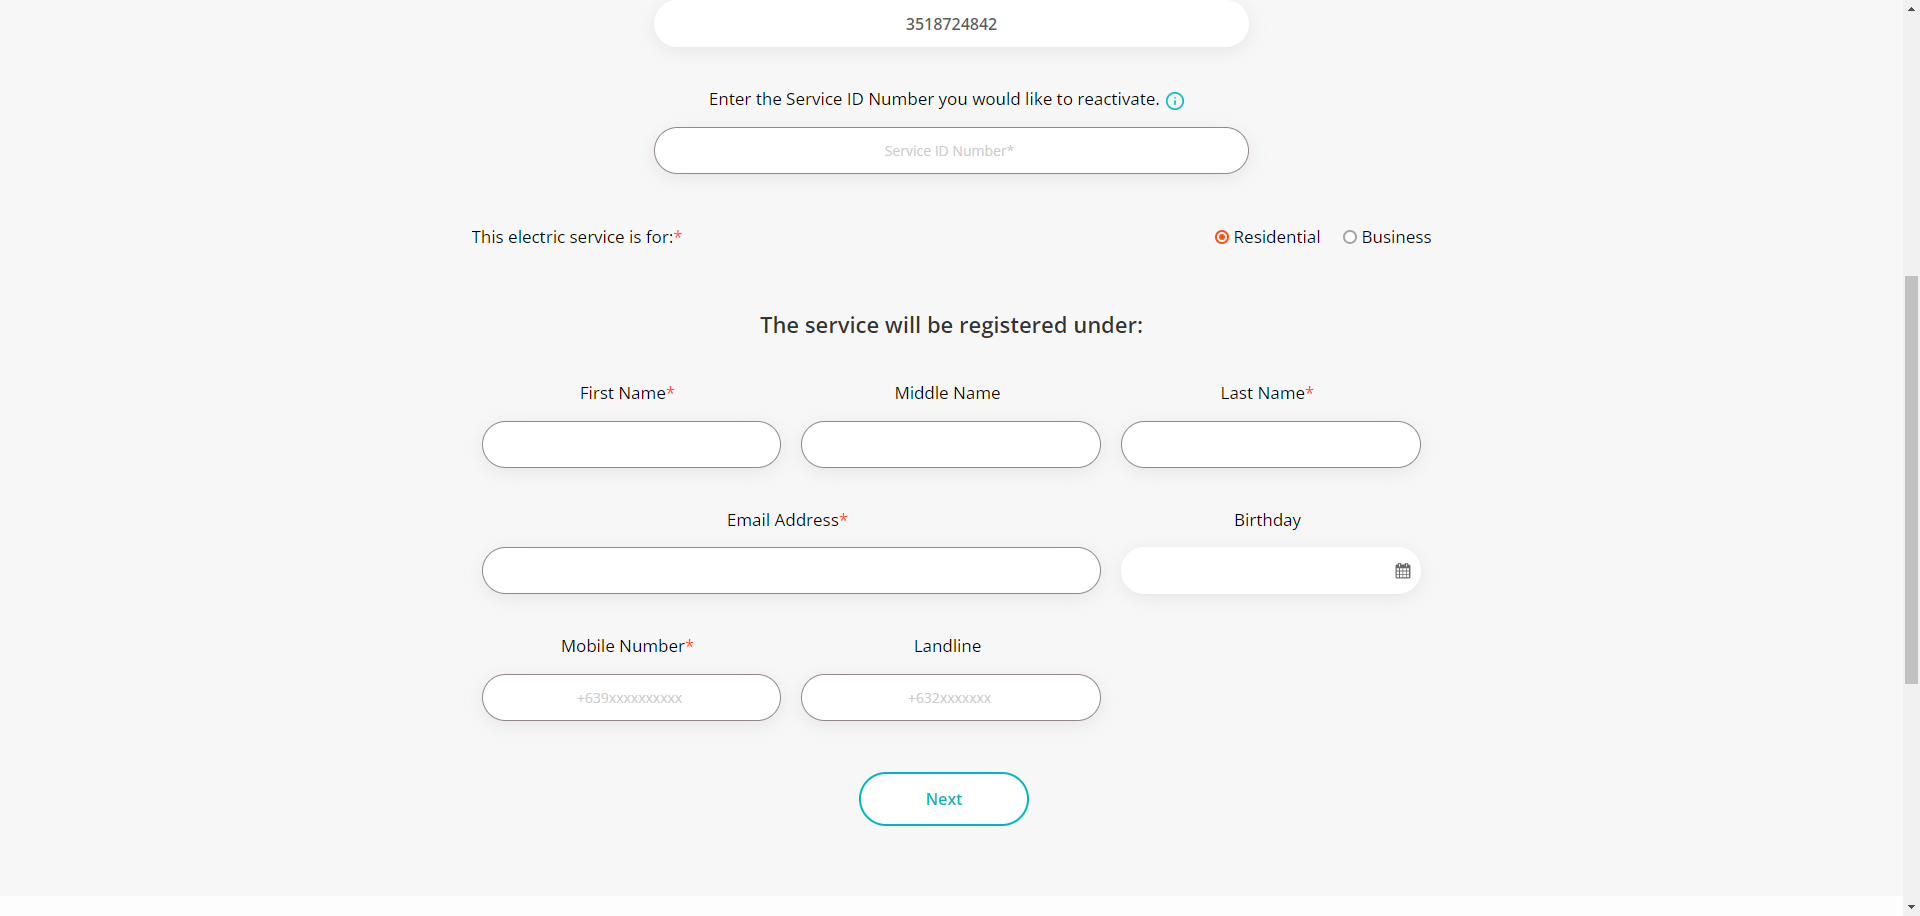 3518724842
Enter the Service ID Number you would like to reactivate.
Service ID Number*
This electric service is for:* Residential Business
The service will be registered under:
First Name* Middle Name Last Name*
Email Address* Birthday
Mobile Number* Landline
+639xxxxxxxxxx +632xxxxxxx
Next